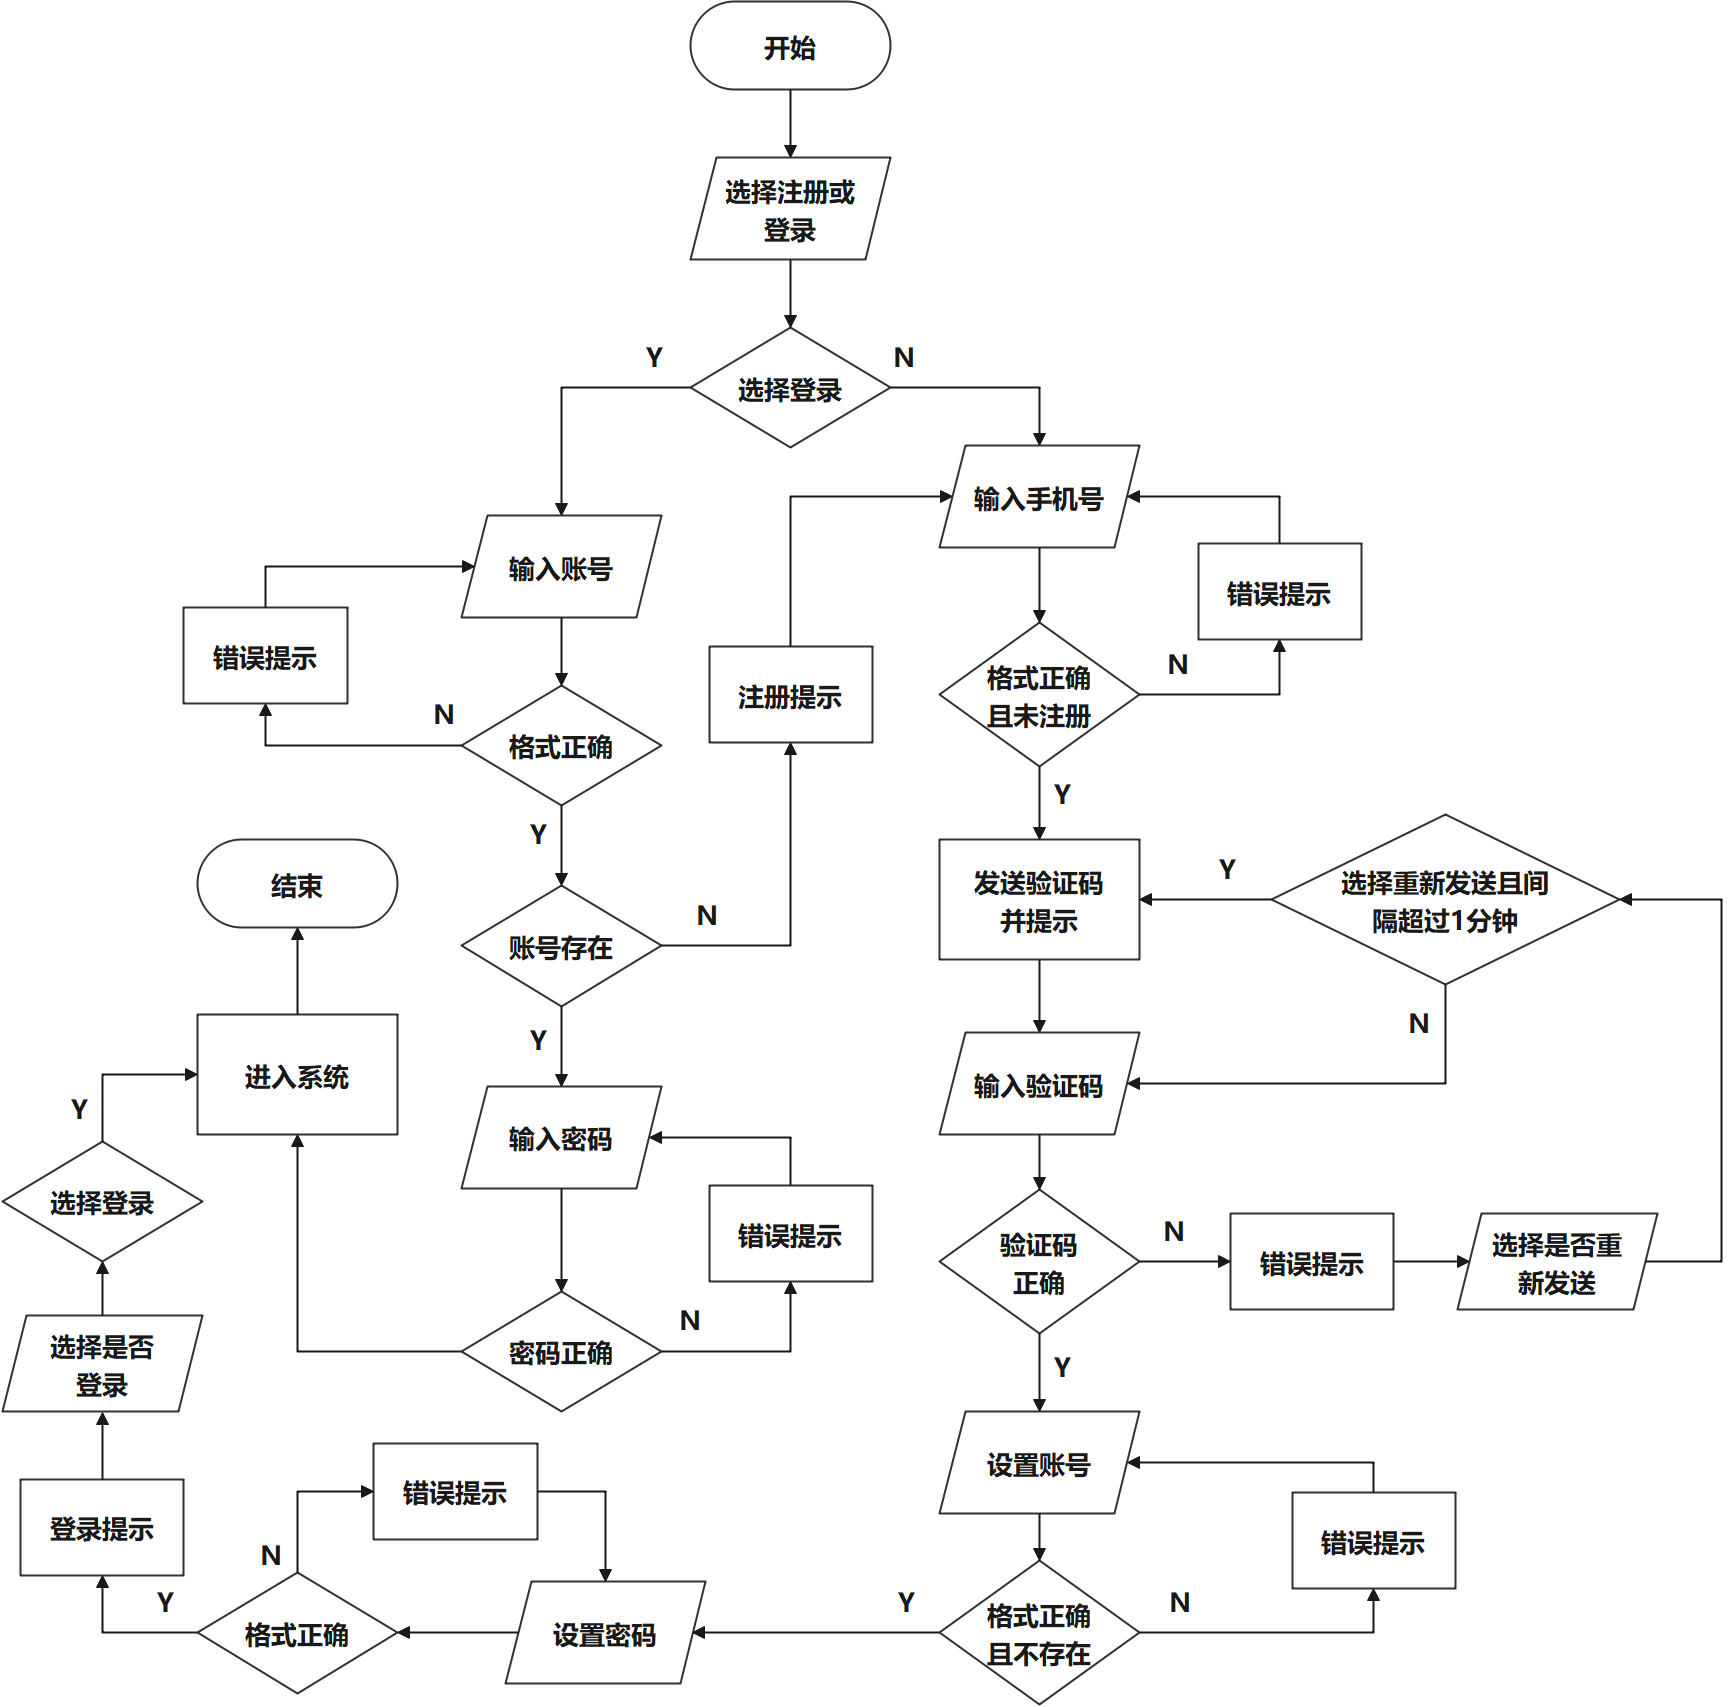 开始
选择注册或
登录
Y
N
选择登录
输入手机号
输入账号
错误提示
错误提示
N
格式正确
且未注册
注册提示
N
格式正确
Y
Y
结束
Y
选择重新发送且间
隔超过1分钟
发送验证码
并提示
N
账号存在
N
Y
进入系统
输入验证码
Y
输入密码
选择登录
错误提示
N
验证码
正确
错误提示
选择是否重
新发送
N
密码正确
选择是否
登录
Y
设置账号
错误提示
登录提示
错误提示
N
Y
格式正确
设置密码
Y
格式正确
且不存在
N